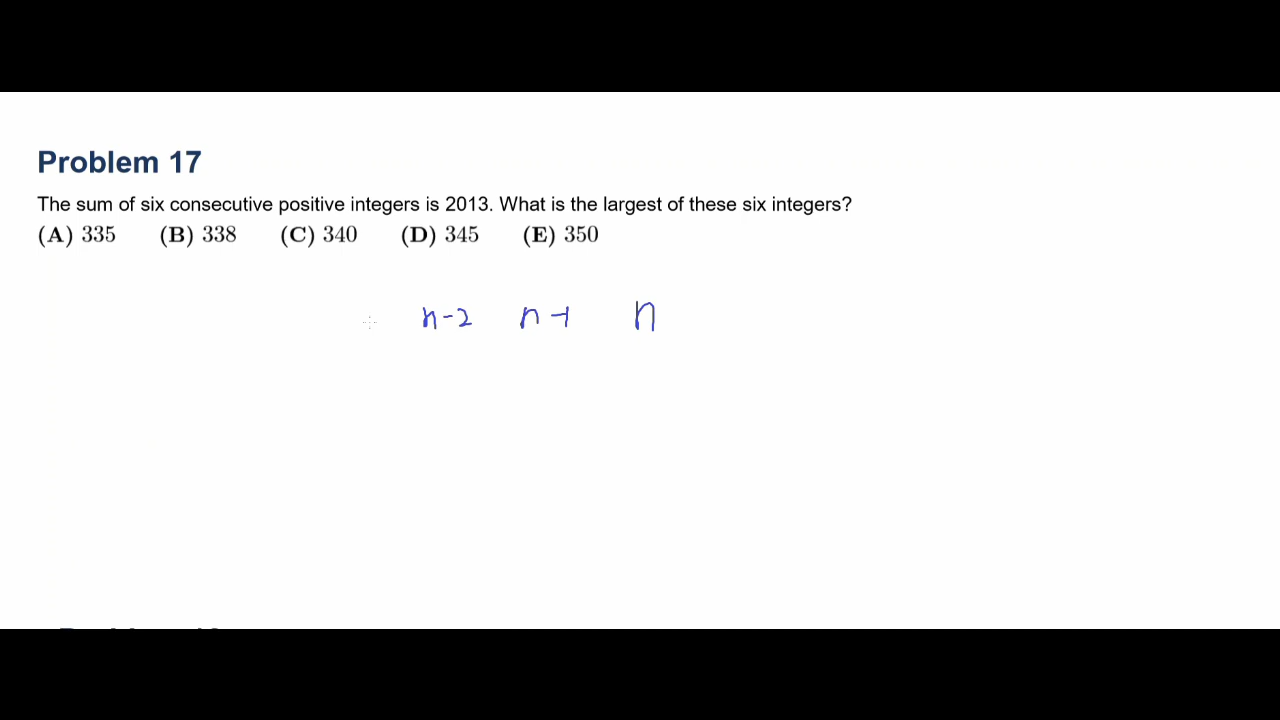 Problem 17
The sum of six consecutive positive integers is 2013. What is the largest of these six integers?
(A) 335 (B) 338 (C) 340 (D) 345 (E) 350
n-2 n-1 n